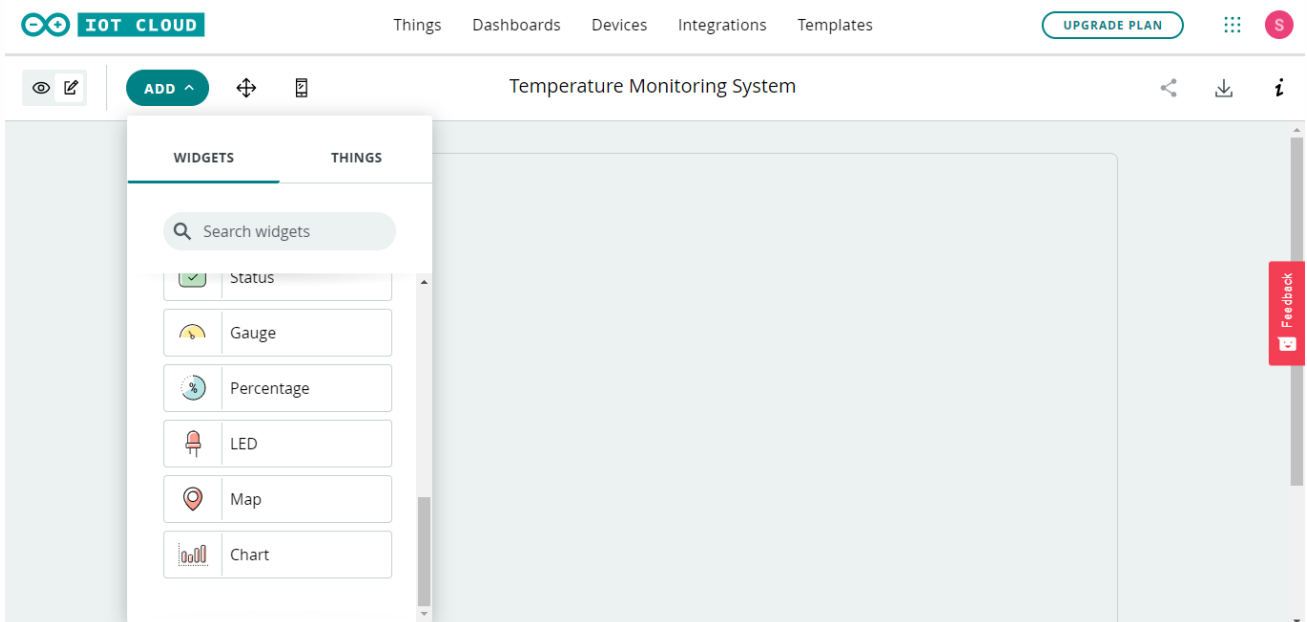 IOT CLOUD
Things Dashboards Devices Integrations Templates
UPGRADE PLAN
S
ADD
Temperature Monitoring System
i
WIDGETS THINGS
Search widgets
Status
Gauge
% Percentage
LED
Map
Chart
Feedback